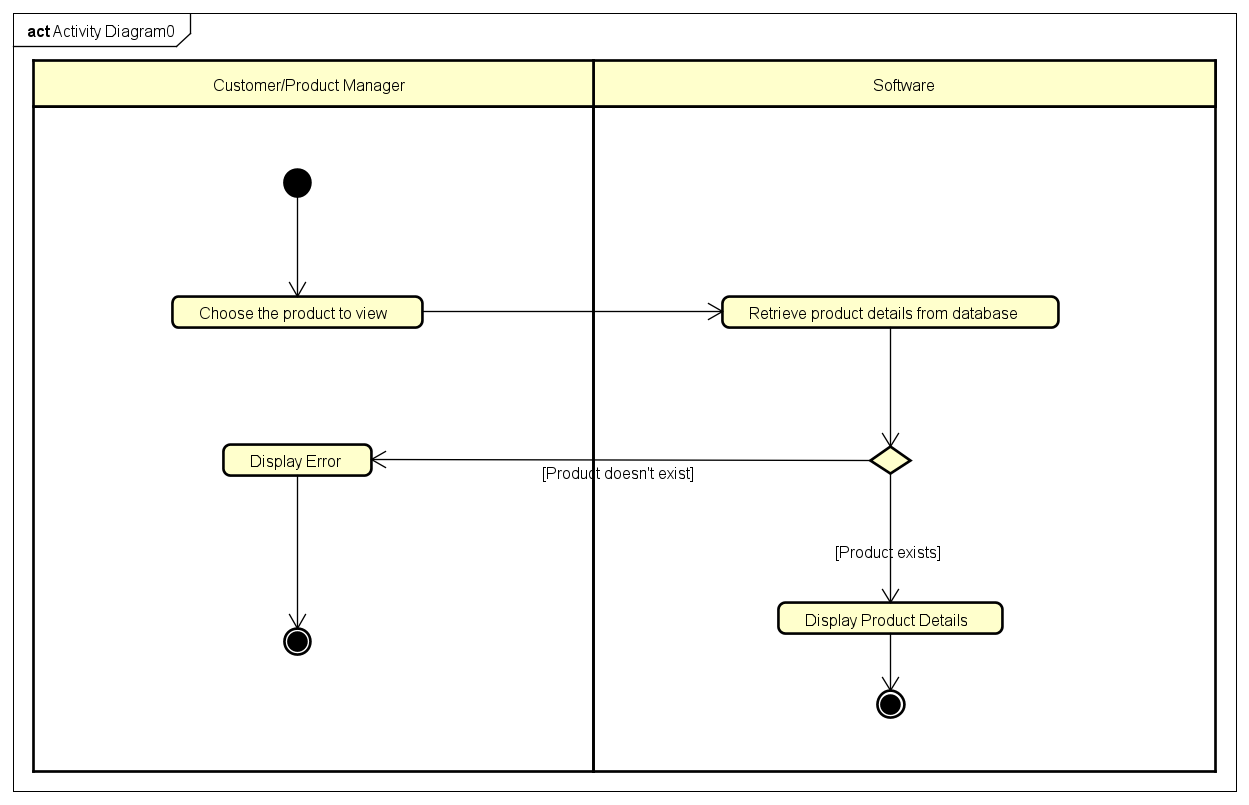 act Activity Diagram0
Customer/Product Manager
Software
Choose the product to view
Retrieve product details from database
Display Error
[Product doesn't exist]
[Product exists]
Display Product Details